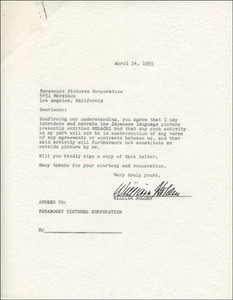 April 14, 1955
Paramount Pictures Corporation
5451 Marathon
Los Angeles, California
Gentlemen:
Confirming our understanding, you agree that I may
introduce and narrate the Japanese language picture
presently entitled MUSASHI and that any such activity
on my part will not be in contravention of any terms
of any agreements or contracts between us, and that
said activity will furthermore not constitute an
outside picture by me.
Will you kindly sign a copy of this letter.
Many thanks for your courtesy and cooperation.
Very truly yours,
William Holden
WILLIAM HOLDEN
AGREED TO:
PARAMOUNT PICTURES CORPORATION
By